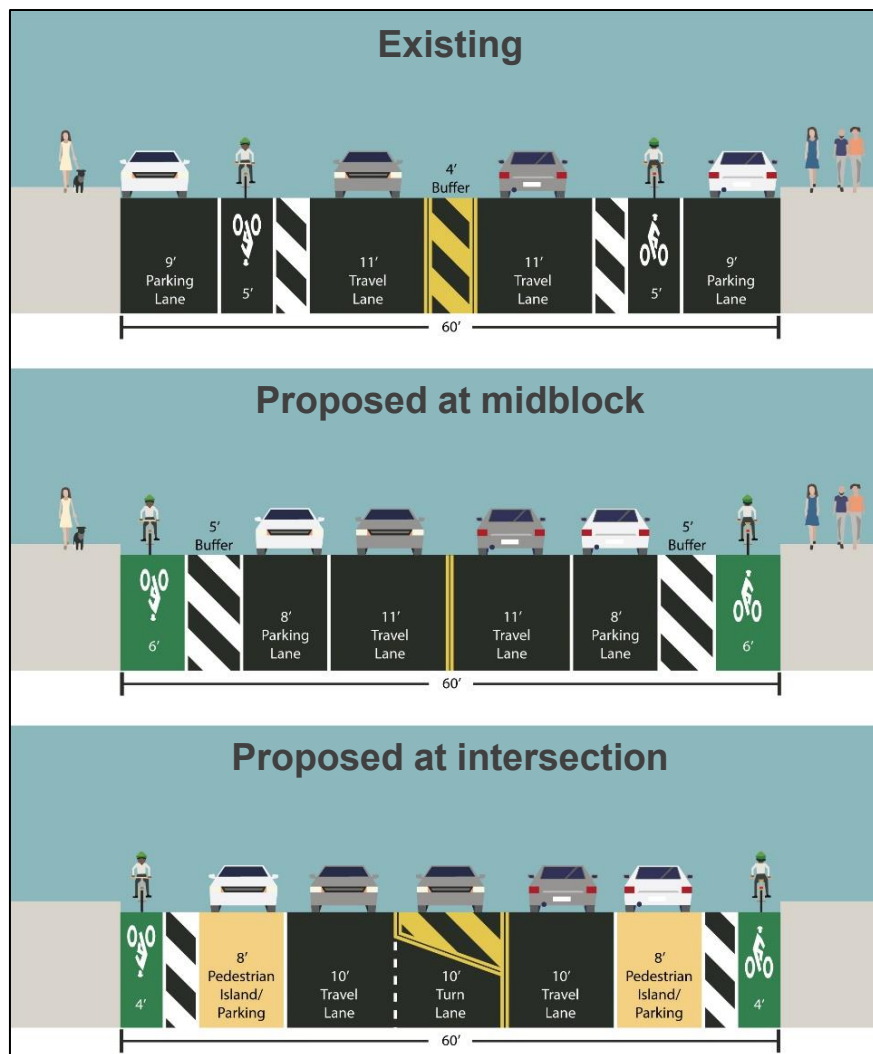 Existing
4'
Buffer
9'
Parking
Lane
5'
11'
Travel
Lane
11'
Travel
Lane
5'
9'
Parking
Lane
60'
Proposed at midblock
5'
Buffer
5'
Buffer
6'
8'
Parking
Lane
11'
Travel
Lane
11'
Travel
Lane
8'
Parking
Lane
6'
60'
Proposed at intersection
4'
8'
Pedestrian
Island/
Parking
10'
Travel
Lane
10'
Turn
Lane
10'
Travel
Lane
8'
Pedestrian
Island/
Parking
4'
60'